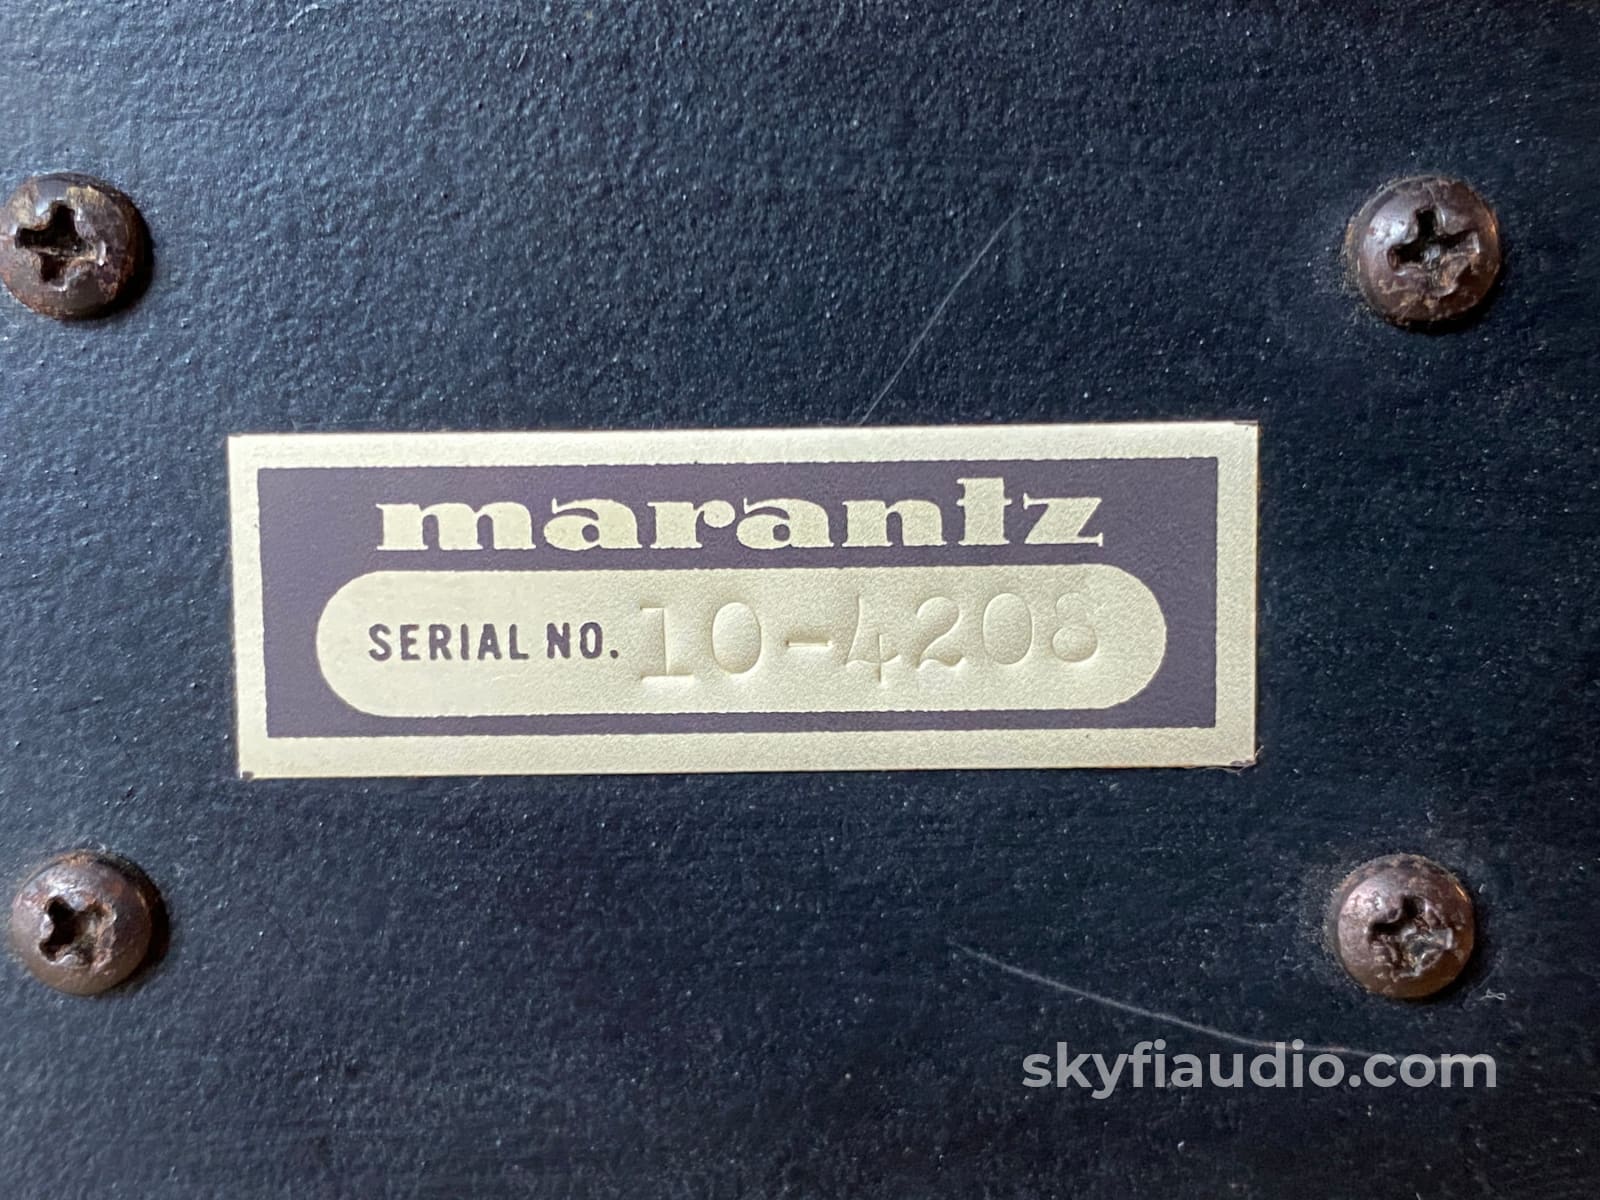 marantz
SERIAL NO. 10-4208
skyfiaudio.com